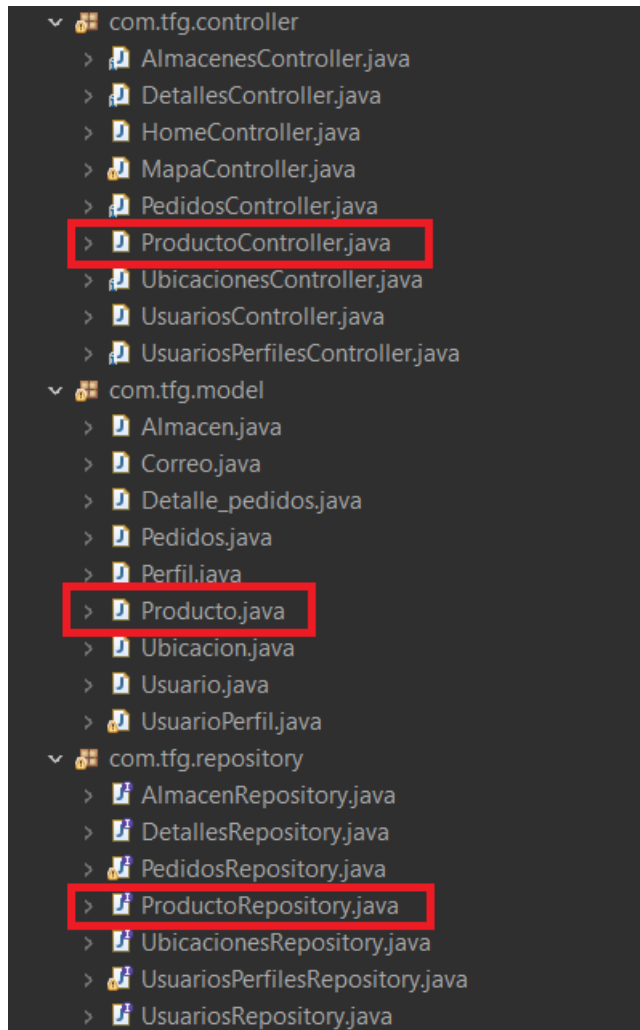 com.tfg.controller
AlmacenesController.java
DetallesController.java
HomeController.java
MapaController.java
PedidosController.java
ProductoController.java
UbicacionesController.java
UsuariosController.java
UsuariosPerfilesController.java
com.tfg.model
Almacen.java
Correo.java
Detalle_pedidos.java
Pedidos.java
Perfil.java
Producto.java
Ubicacion.java
Usuario.java
UsuarioPerfil.java
com.tfg.repository
AlmacenRepository.java
DetallesRepository.java
PedidosRepository.java
ProductoRepository.java
UbicacionesRepository.java
UsuariosPerfilesRepository.java
UsuariosRepository.java